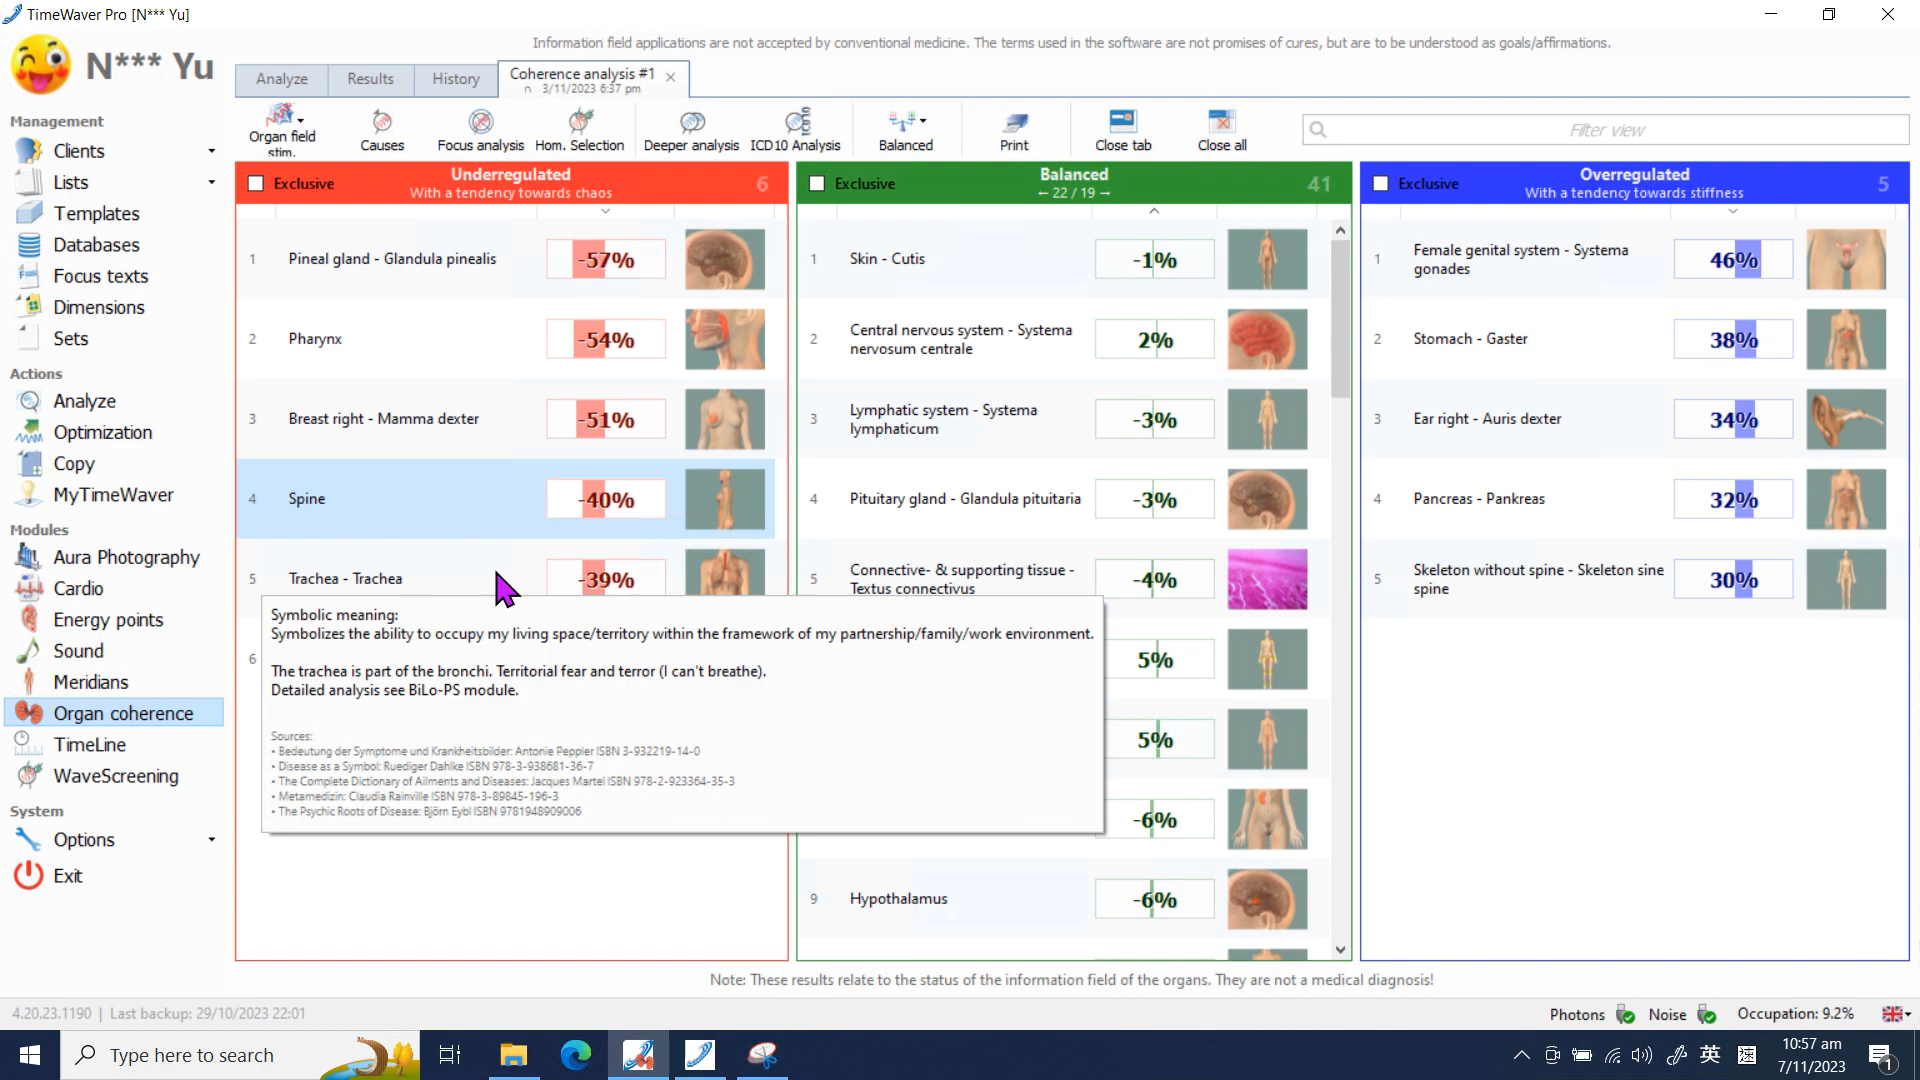 TimeWaver Pro [N*** Yu]
N*** Yu
Information field applications are not accepted by conventional medicine. The terms used in the software are not promises of cures, but are to be understood as goals/affirmations.
Analyze
Results
History
Coherence analysis #1
3/11/2023 6:37 pm
Management
Clients
Lists
Templates
Databases
Focus texts
Dimensions
Sets
Actions
Analyze
Optimization
Copy
MyTimeWaver
Modules
Aura Photography
Cardio
Energy points
Sound
Meridians
Organ coherence
TimeLine
WaveScreening
System
Options
Exit
Organ field
stim.
Causes
Focus analysis
Hom. Selection
Deeper analysis
ICD10 Analysis
Balanced
Print
Close tab
Close all
Filter view
Exclusive
Underregulated
With a tendency towards chaos
6
1 Pineal gland - Glandula pinealis -57%
2 Pharynx -54%
3 Breast right - Mamma dexter -51%
4 Spine -40%
5 Trachea - Trachea -39%
6
Symbolic meaning:
Symbolizes the ability to occupy my living space/territory within the framework of my partnership/family/work environment.
The trachea is part of the bronchi. Territorial fear and terror (I can't breathe).
Detailed analysis see BiLo-PS module.
Sources:
• Bedeutung der Symptome und Krankheitsbilder: Antonie Peppler ISBN 3-932219-14-0
• Disease as a Symbol: Ruediger Dahlke ISBN 978-3-938681-36-7
• The Complete Dictionary of Ailments and Diseases: Jacques Martel ISBN 978-2-923364-35-3
• Metamedizin: Claudia Rainville ISBN 978-3-89845-196-3
• The Psychic Roots of Disease: Björn Eybl ISBN 9781948909006
Exclusive
Balanced
← 22 / 19 →
41
1 Skin - Cutis -1%
2 Central nervous system - Systema
nervosum centrale 2%
3 Lymphatic system - Systema
lymphaticum -3%
4 Pituitary gland - Glandula pituitaria -3%
5 Connective- & supporting tissue -
Textus connectivus -4%
5%
5%
-6%
9 Hypothalamus -6%
Exclusive
Overregulated
With a tendency towards stiffness
5
1 Female genital system - Systema
gonades 46%
2 Stomach - Gaster 38%
3 Ear right - Auris dexter 34%
4 Pancreas - Pankreas 32%
5 Skeleton without spine - Skeleton sine
spine 30%
Note: These results relate to the status of the information field of the organs. They are not a medical diagnosis!
4.20.23.1190 | Last backup: 29/10/2023 22:01
Photons
Noise
Occupation: 9.2%
Type here to search
英
10:57 am
7/11/2023
1